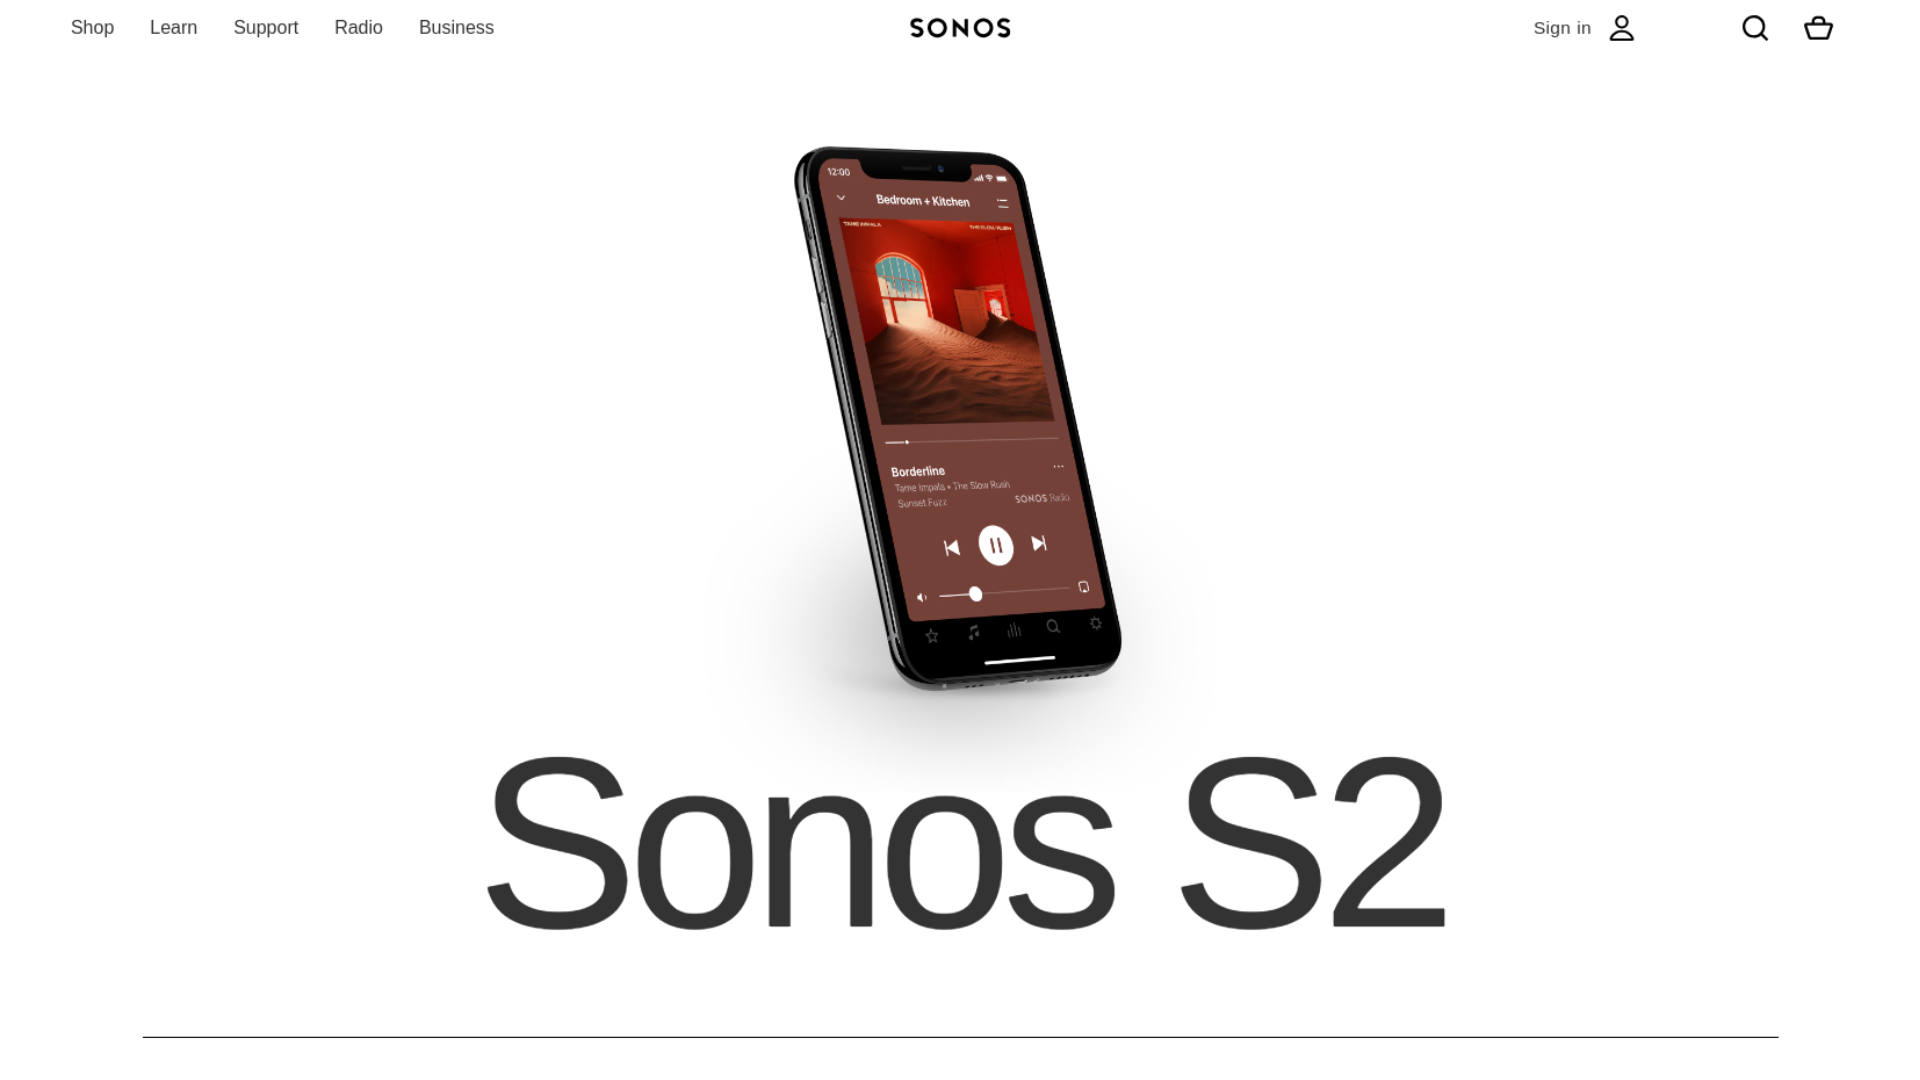 Shop Learn Support Radio Business
SONOS
Sign in
12:00
Bedroom + Kitchen
TAME IMPALA THE SLOW RUSH
Borderline
Tame Impala • The Slow Rush
Sunset Fuzz
SONOS Radio
Sonos S2